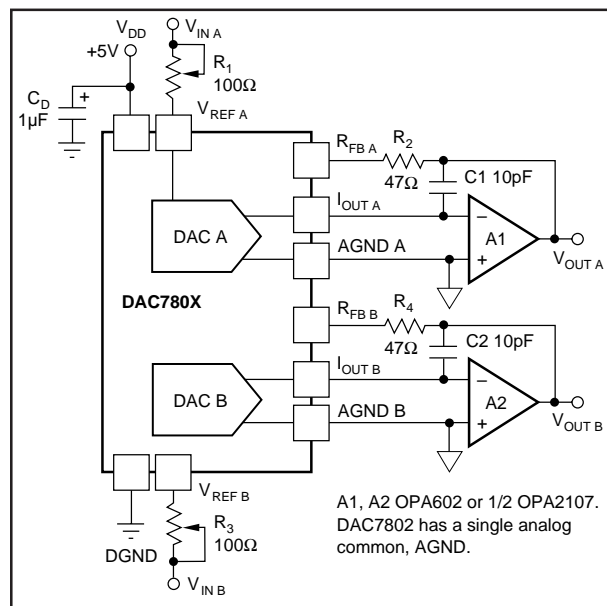 V_DD
+5V
V_IN A
R_1
100Ω
C_D
1µF
+
V_REF A
R_FB A
R_2
47Ω
C1 10pF
I_OUT A
DAC A
AGND A
−
+
A1
V_OUT A
DAC780X
R_FB B
R_4
47Ω
C2 10pF
I_OUT B
DAC B
AGND B
−
+
A2
V_OUT B
V_REF B
DGND
R_3
100Ω
V_IN B
A1, A2 OPA602 or 1/2 OPA2107.
DAC7802 has a single analog
common, AGND.